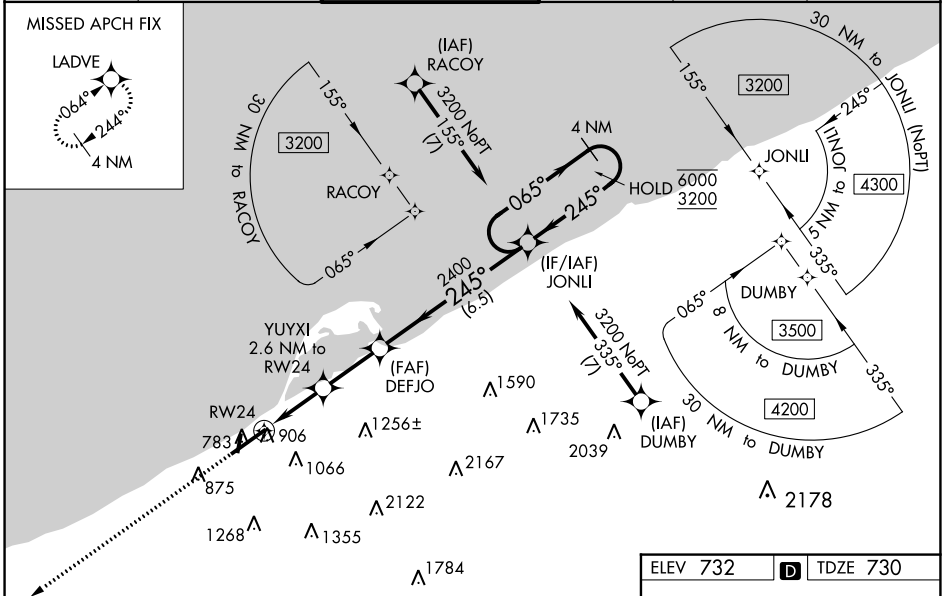 MISSED APCH FIX
LADVE
064°
244°
4 NM
(IAF)
RACOY
3200 NoPT
155°
(7)
30 NM to RACOY
3200
155°
RACOY
065°
4 NM
065°
245°
HOLD
6000
3200
(IF/IAF)
JONLI
2400
245°
(6.5)
30 NM to JONLI (NoPT)
155°
3200
245°
JONLI
5 NM to JONLI
4300
335°
065°
DUMBY
8 NM to DUMBY
3500
335°
4200
30 NM to DUMBY
3200 NoPT
335°
(7)
(IAF)
DUMBY
YUYXI
2.6 NM to
RW24
(FAF)
DEFJO
RW24
783
906
1256±
1590
1735
2039
1066
2167
875
2122
2178
1268
1355
1784
ELEV 732
D
TDZE 730